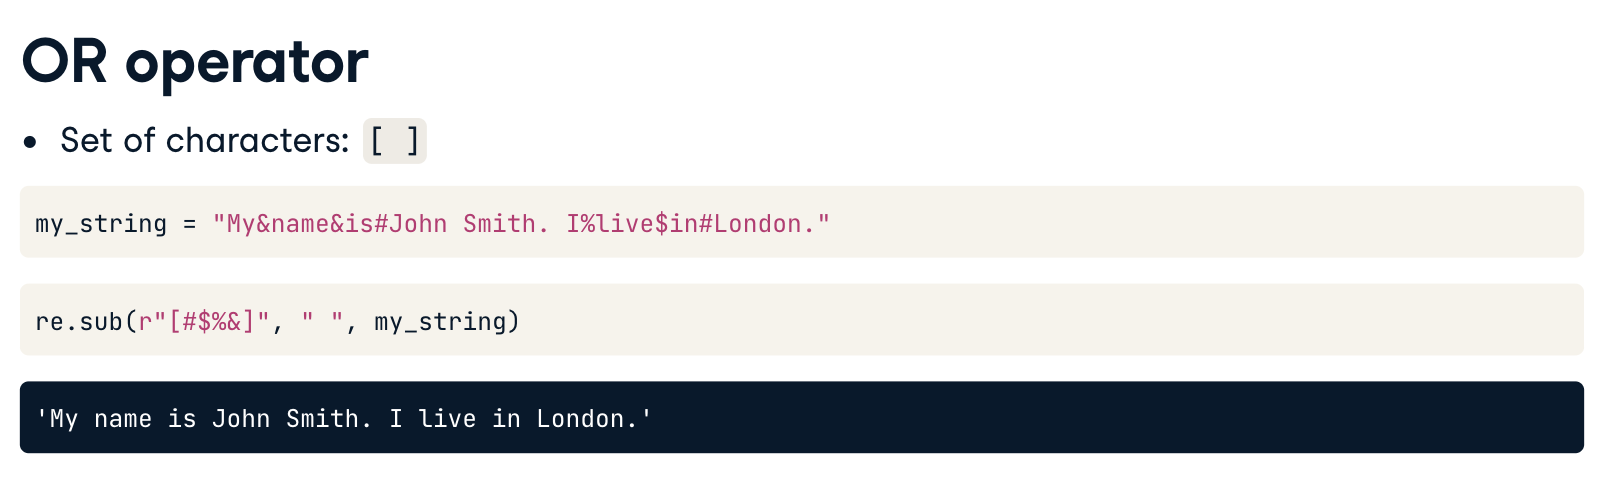 OR operator
• Set of characters: [ ]
my_string = "My&name&is#John Smith. I%live$in#London."
re.sub(r"[#$%&]", " ", my_string)
'My name is John Smith. I live in London.'